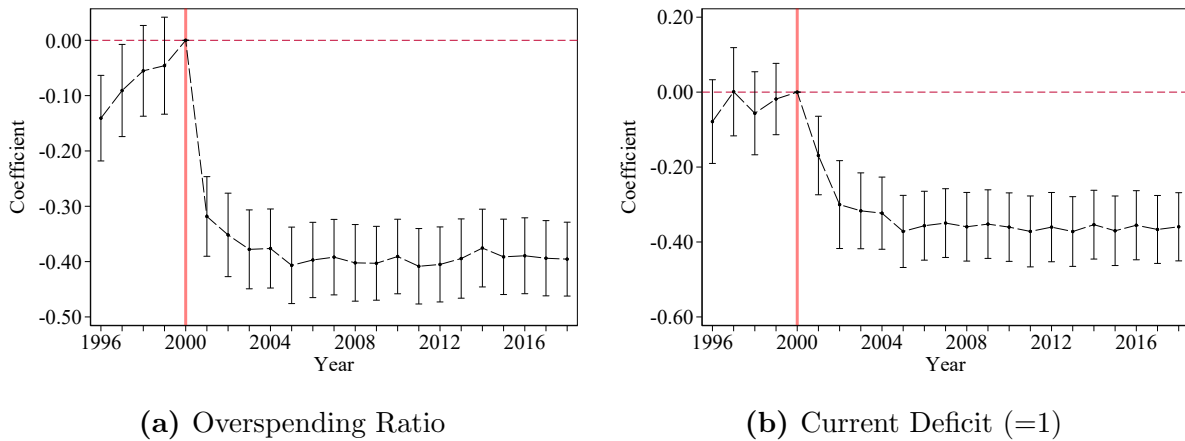 0.00
-0.10
-0.20
-0.30
-0.40
-0.50
Coefficient
1996 2000 2004 2008 2012 2016
Year
(a) Overspending Ratio
0.20
0.00
-0.20
-0.40
-0.60
Coefficient
1996 2000 2004 2008 2012 2016
Year
(b) Current Deficit (=1)